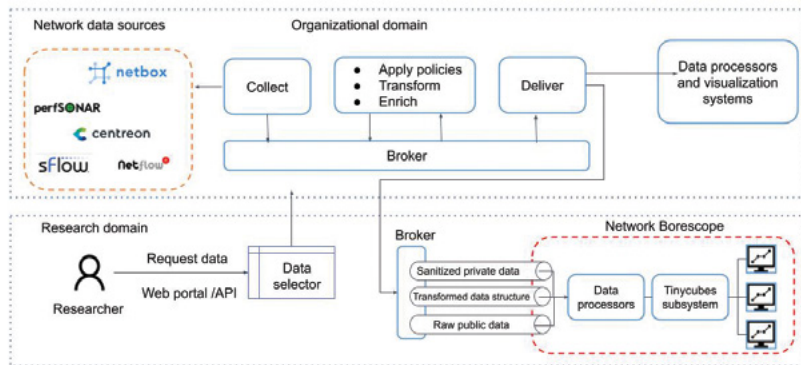 Network data sources
Organizational domain
netbox
perfSONAR
centreon
sFlow
Netflow
Collect
● Apply policies
● Transform
● Enrich
Deliver
Data processors
and visualization
systems
Broker
Research domain
Researcher
Request data
Web portal /API
Data
selector
Broker
Network Borescope
Sanitized private data
Transformed data structure
Raw public data
Data
processors
Tinycubes
subsystem